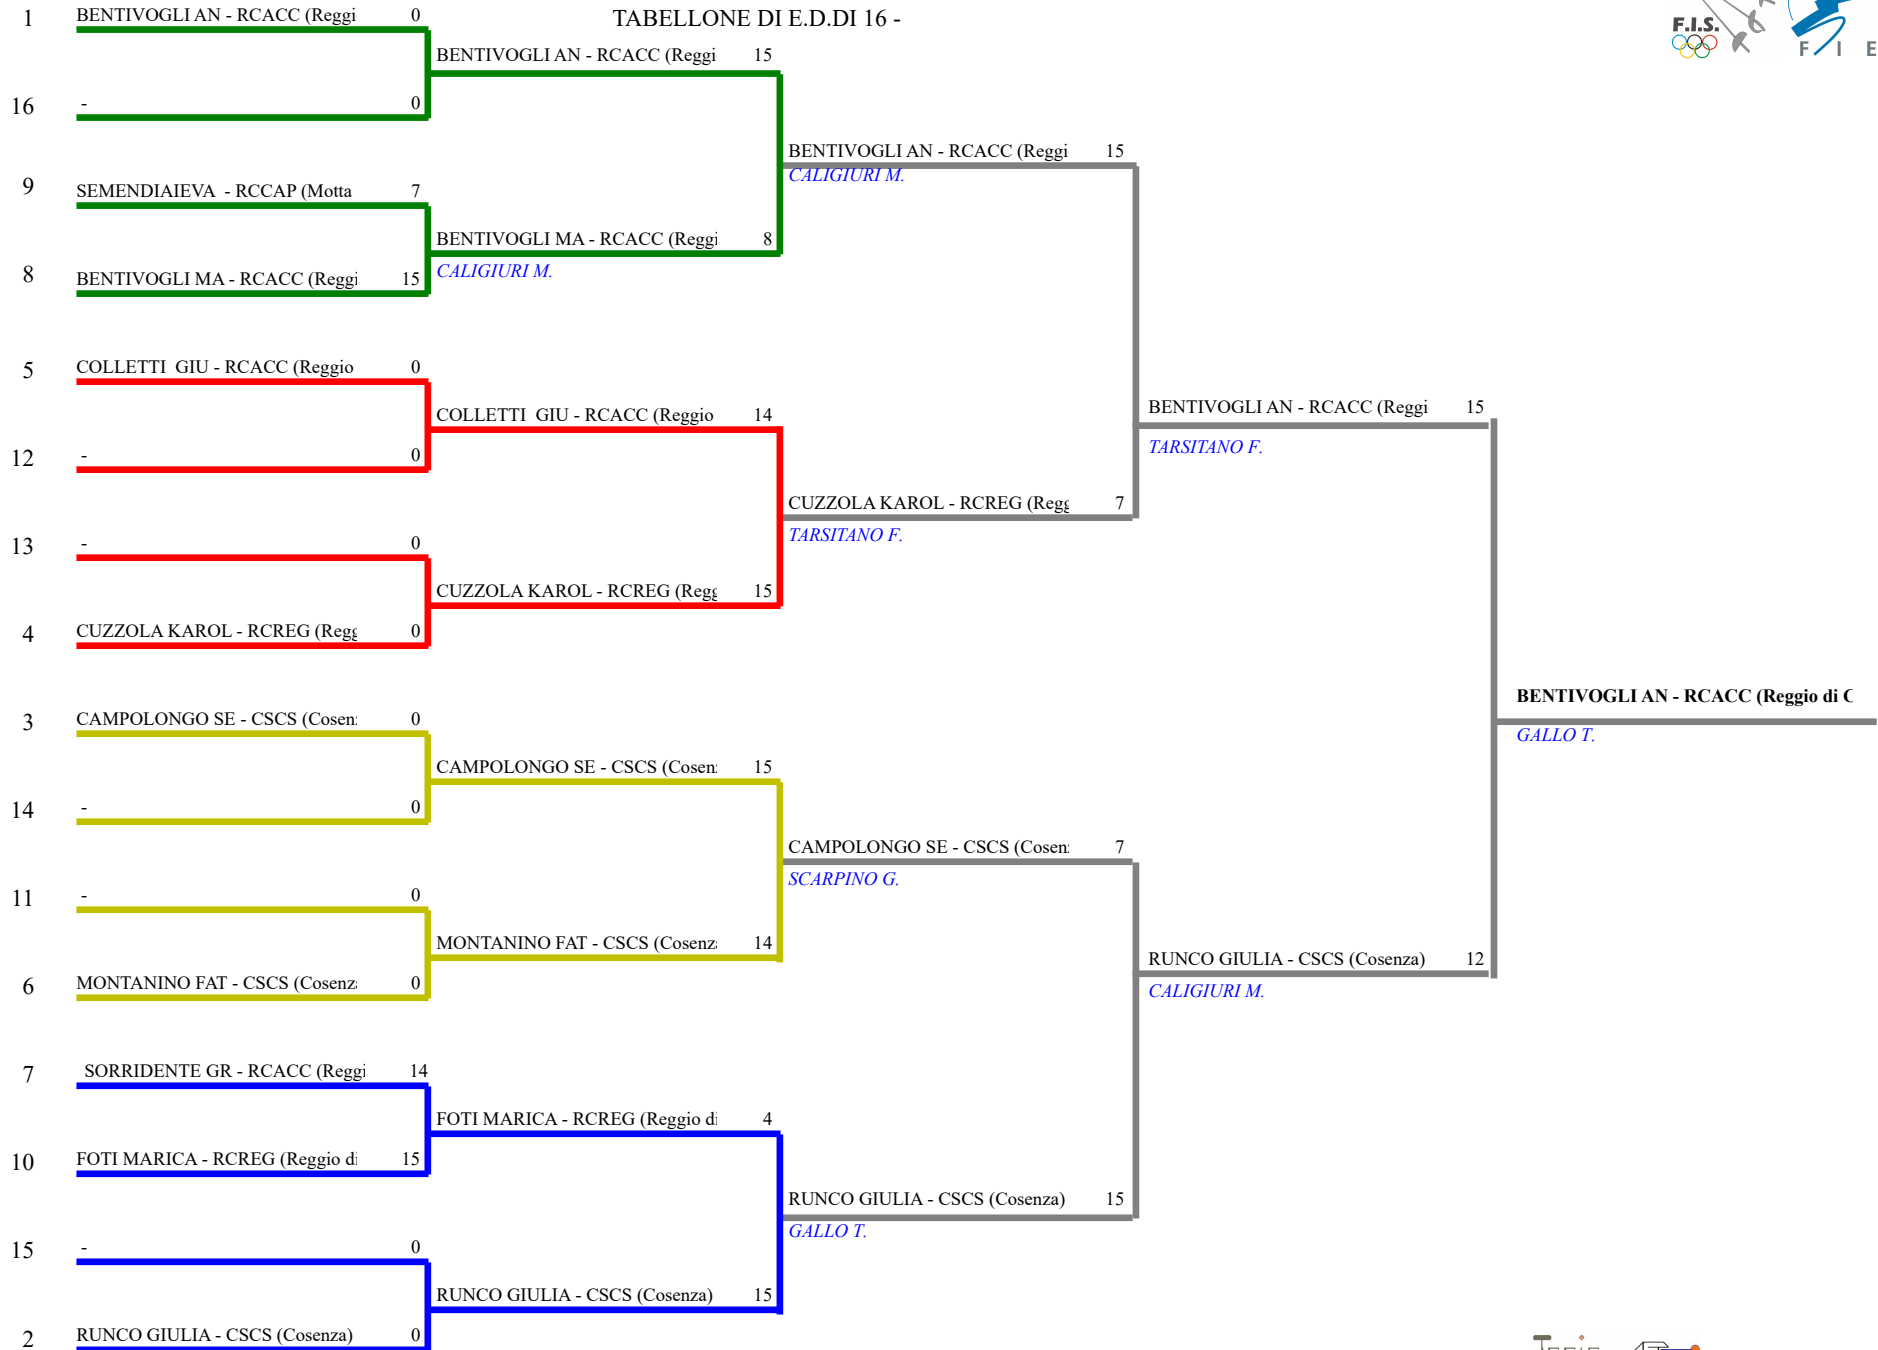 TABELLONE DI E.D.DI 16 -
F.I.S.
F I E
1 BENTIVOGLI AN - RCACC (Reggi 0
BENTIVOGLI AN - RCACC (Reggi 15
16 - 0
BENTIVOGLI AN - RCACC (Reggi 15
CALIGIURI M.
9 SEMENDIAIEVA - RCCAP (Motta 7
BENTIVOGLI MA - RCACC (Reggi 8
CALIGIURI M.
8 BENTIVOGLI MA - RCACC (Reggi 15
5 COLLETTI GIU - RCACC (Reggio 0
COLLETTI GIU - RCACC (Reggio 14
BENTIVOGLI AN - RCACC (Reggi 15
TARSITANO F.
12 - 0
CUZZOLA KAROL - RCREG (Regg 7
TARSITANO F.
13 - 0
CUZZOLA KAROL - RCREG (Regg 15
4 CUZZOLA KAROL - RCREG (Regg 0
BENTIVOGLI AN - RCACC (Reggio di C
GALLO T.
3 CAMPOLONGO SE - CSCS (Cosen 0
CAMPOLONGO SE - CSCS (Cosen 15
14 - 0
CAMPOLONGO SE - CSCS (Cosen 7
SCARPINO G.
11 - 0
MONTANINO FAT - CSCS (Cosenz 14
RUNCO GIULIA - CSCS (Cosenza) 12
CALIGIURI M.
6 MONTANINO FAT - CSCS (Cosenz 0
7 SORRIDENTE GR - RCACC (Reggi 14
FOTI MARICA - RCREG (Reggio di 4
10 FOTI MARICA - RCREG (Reggio di 15
RUNCO GIULIA - CSCS (Cosenza) 15
GALLO T.
15 - 0
RUNCO GIULIA - CSCS (Cosenza) 15
2 RUNCO GIULIA - CSCS (Cosenza) 0